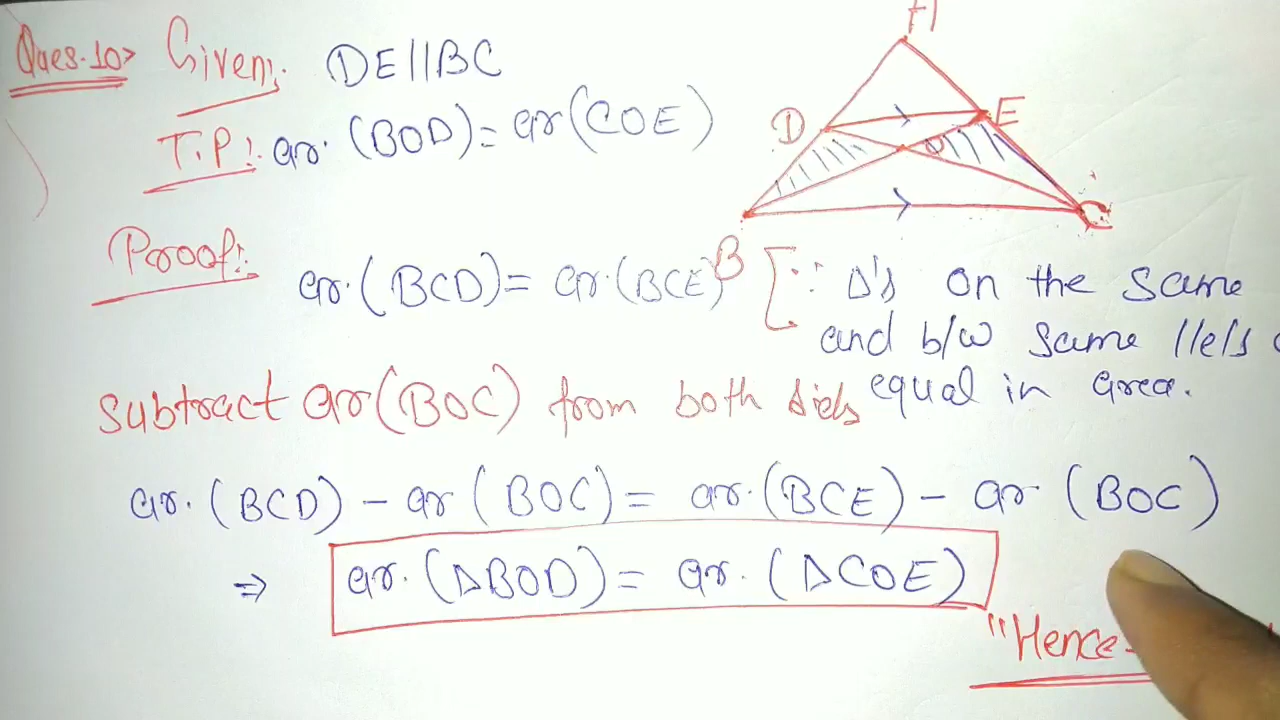 Ques.10> Given:. DE||BC
T.P!. ar. (BOD)= ar(COE)
A
D
E
O
B
C
Proof:. ar.(BCD)= ar.(BCE) [∵ Δ's on the same
and b/w same ||e/s
equal in area.
Subtract ar(BOC) from both sides
ar.(BCD) - ar (BOC) = ar.(BCE) - ar (BOC)
⇒ ar.(ΔBOD)= ar.(ΔCOE)
"Hence-